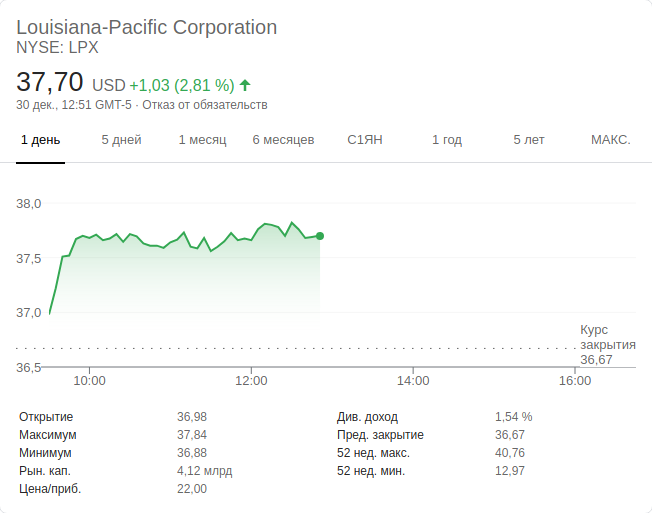 Louisiana-Pacific Corporation
NYSE: LPX
37,70 USD +1,03 (2,81 %)
30 дек., 12:51 GMT-5 · Отказ от обязательств
1 день 5 дней 1 месяц 6 месяцев С1ЯН 1 год 5 лет МАКС.
38,0
37,5
37,0
Курс
закрытия
36,67
36,5
10:00 12:00 14:00 16:00
Открытие 36,98 Див. доход 1,54 %
Максимум 37,84 Пред. закрытие 36,67
Минимум 36,88 52 нед. макс. 40,76
Рын. кап. 4,12 млрд 52 нед. мин. 12,97
Цена/приб. 22,00